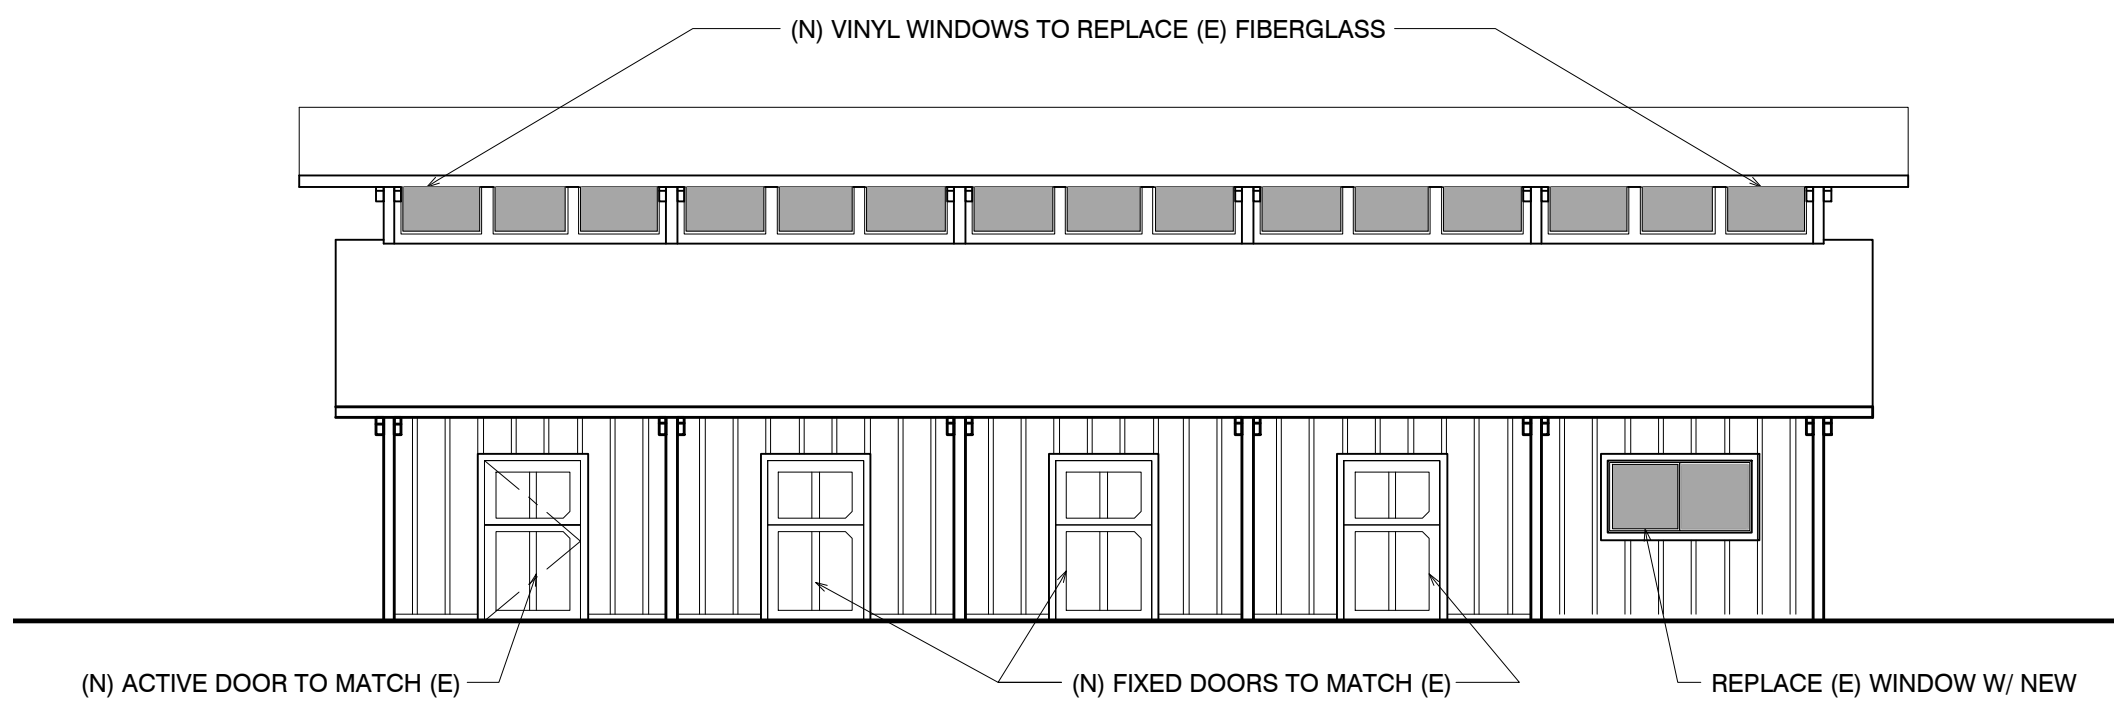 (N) VINYL WINDOWS TO REPLACE (E) FIBERGLASS
(N) ACTIVE DOOR TO MATCH (E)
(N) FIXED DOORS TO MATCH (E)
REPLACE (E) WINDOW W/ NEW